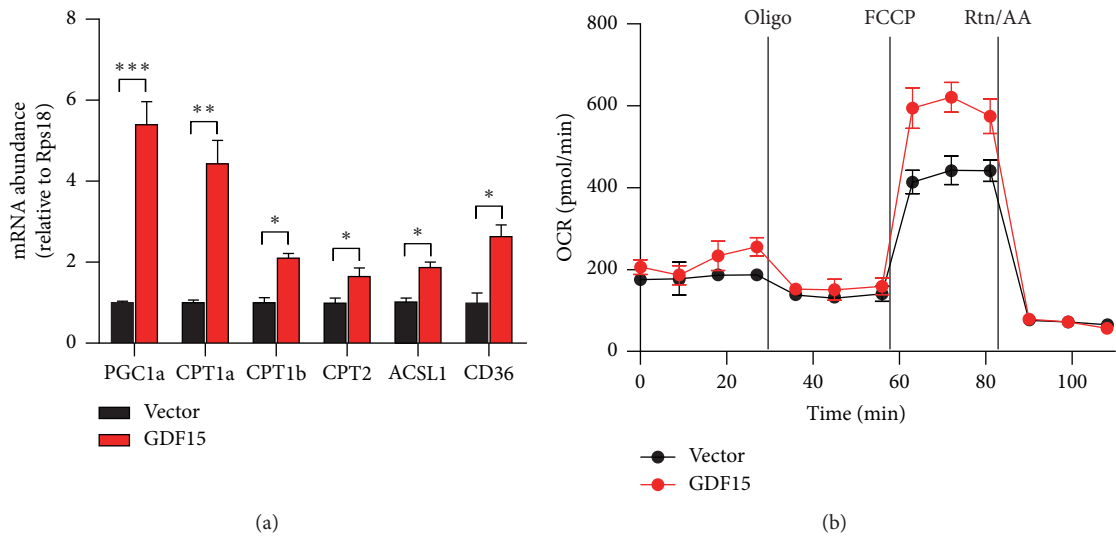 mRNA abundance
(relative to Rps18)
8
6
4
2
0
***
**
*
*
*
*
PGC1a CPT1a CPT1b CPT2 ACSL1 CD36
Vector
GDF15
(a)
Oligo FCCP Rtn/AA
OCR (pmol/min)
800
600
400
200
0
0 20 40 60 80 100
Time (min)
Vector
GDF15
(b)